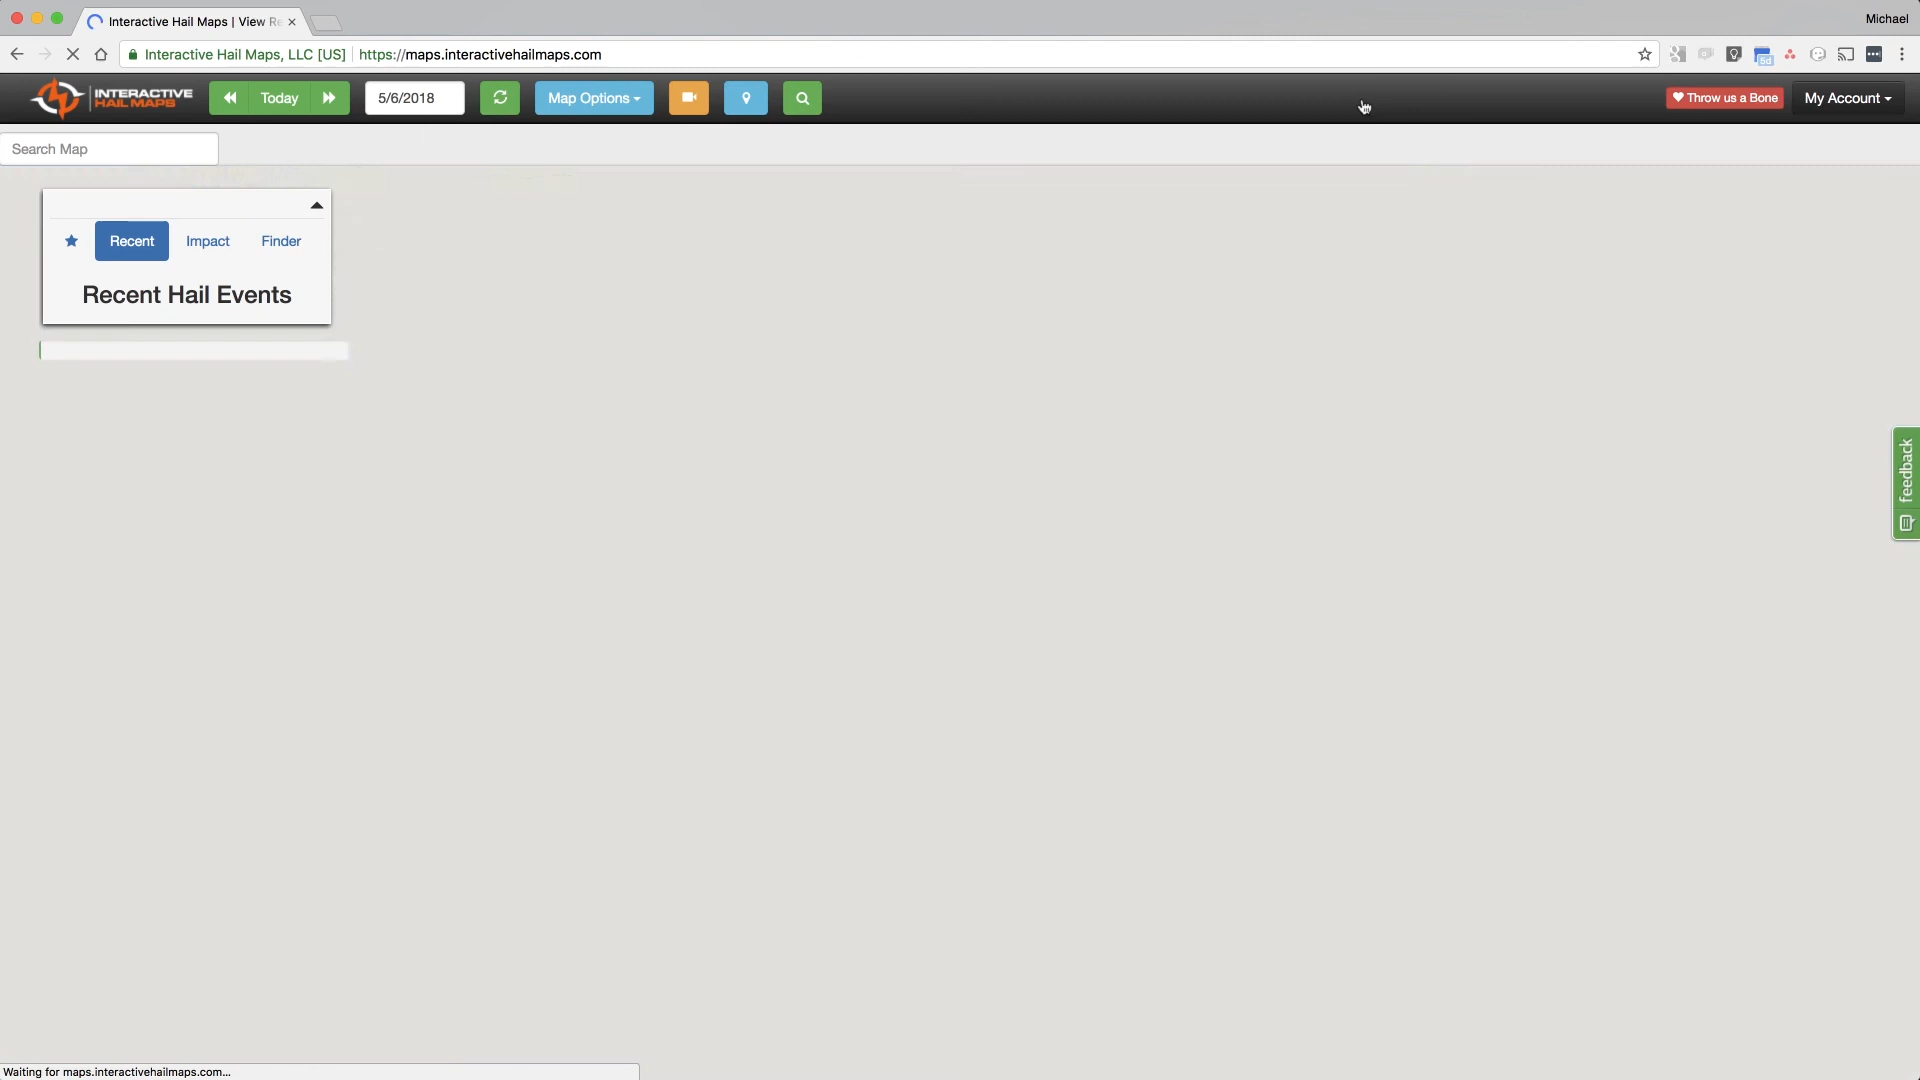 Interactive Hail Maps | View Re
Michael
Interactive Hail Maps, LLC [US] https://maps.interactivehailmaps.com
5d
INTERACTIVE
HAIL MAPS
Today
5/6/2018
Map Options
Throw us a Bone
My Account
Search Map
Recent
Impact
Finder
Recent Hail Events
feedback
Waiting for maps.interactivehailmaps.com...